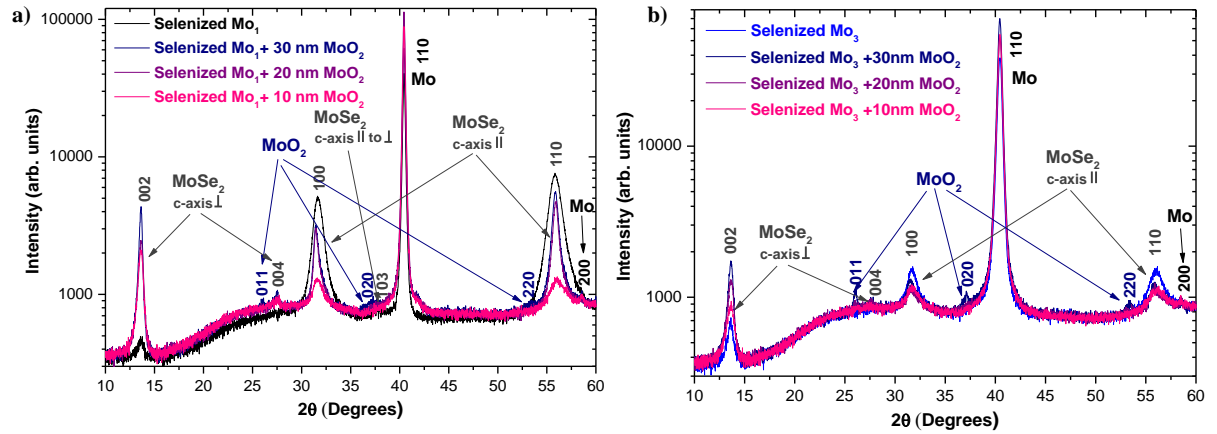 a)
100000
10000
1000
Intensity (arb. units)
Selenized Mo₁
Selenized Mo₁+ 30 nm MoO₂
Selenized Mo₁+ 20 nm MoO₂
Selenized Mo₁+ 10 nm MoO₂
002
MoSe₂
c-axis⊥
011
004
MoO₂
100
MoSe₂
c-axis || to⊥
020
103
110
Mo
MoSe₂
c-axis ||
220
110
Mo
200
10 15 20 25 30 35 40 45 50 55 60
2θ (Degrees)
b)
10000
1000
Intensity (arb. units)
Selenized Mo₃
Selenized Mo₃ +30nm MoO₂
Selenized Mo₃ +20nm MoO₂
Selenized Mo₃ +10nm MoO₂
002
MoSe₂
c-axis⊥
011
004
MoO₂
100
020
110
Mo
MoSe₂
c-axis ||
220
110
Mo
200
10 15 20 25 30 35 40 45 50 55 60
2θ (Degrees)